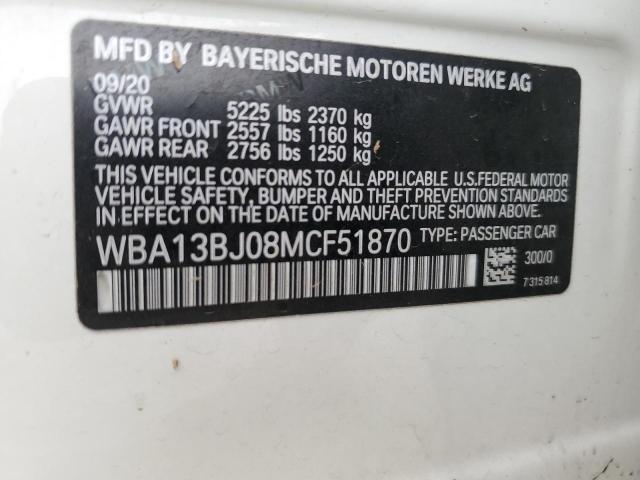 MFD BY BAYERISCHE MOTOREN WERKE AG
09/20
GVWR 5225 lbs 2370 kg
GAWR FRONT 2557 lbs 1160 kg
GAWR REAR 2756 lbs 1250 kg
THIS VEHICLE CONFORMS TO ALL APPLICABLE U.S.FEDERAL MOTOR
VEHICLE SAFETY, BUMPER AND THEFT PREVENTION STANDARDS
IN EFFECT ON THE DATE OF MANUFACTURE SHOWN ABOVE.
WBA13BJ08MCF51870 TYPE: PASSENGER CAR
300/0
7315814